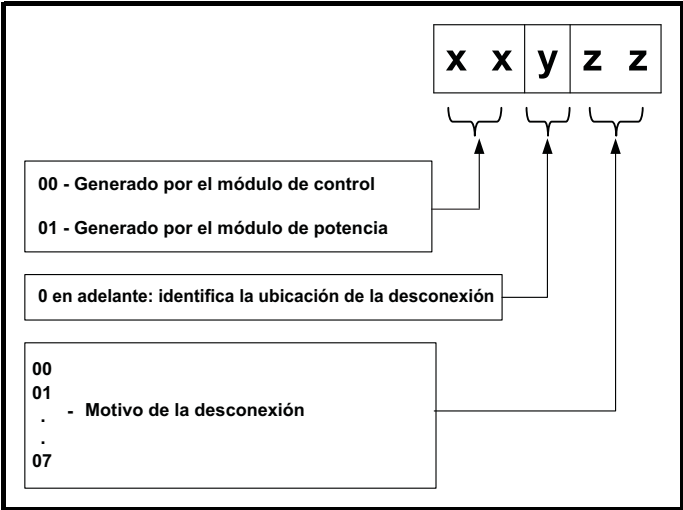 x x y z z
00 - Generado por el módulo de control
01 - Generado por el módulo de potencia
0 en adelante: identifica la ubicación de la desconexión
00
01
- Motivo de la desconexión
.
.
07